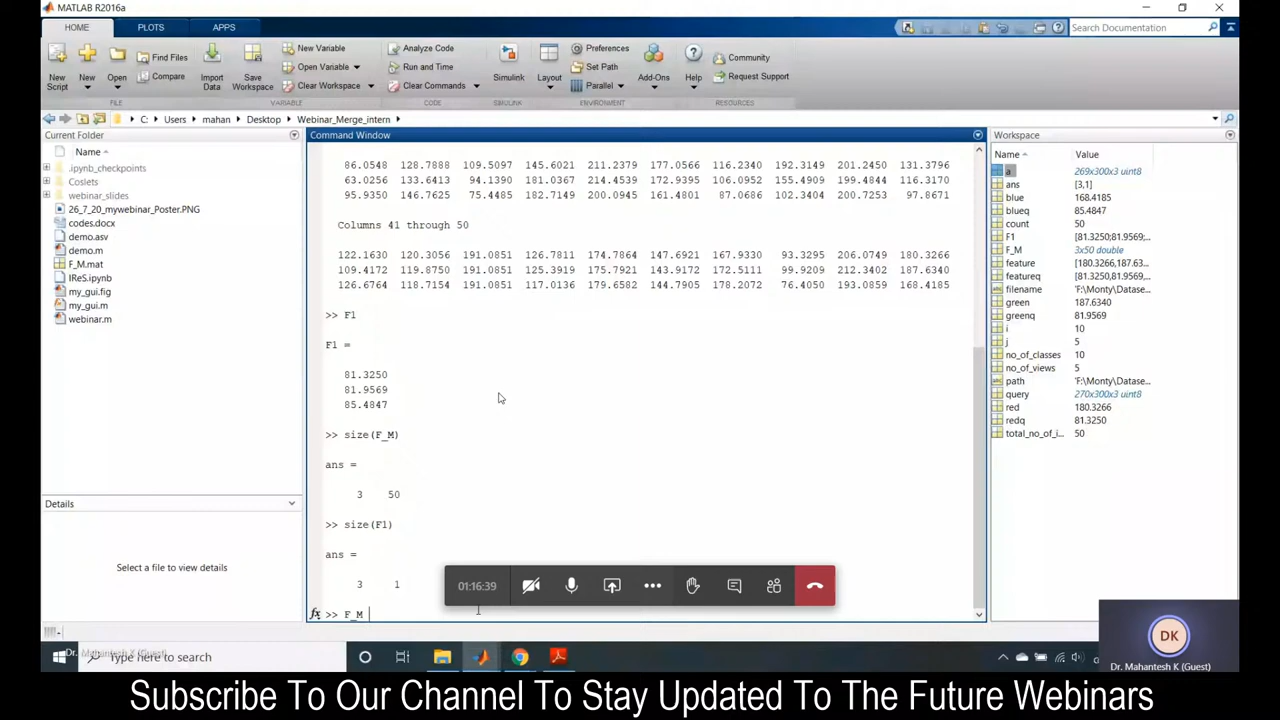 MATLAB R2016a
HOME PLOTS APPS
Search Documentation
New Script
New
Open
Find Files
Compare
Import Data
Save Workspace
New Variable
Open Variable
Clear Workspace
Analyze Code
Run and Time
Clear Commands
Simulink
Layout
Preferences
Set Path
Parallel
Add-Ons
Help
Community
Request Support
FILE VARIABLE CODE SIMULINK ENVIRONMENT RESOURCES
C: Users mahan Desktop Webinar_Merge_intern
Current Folder
Name
.ipynb_checkpoints
Coslets
webinar_slides
26_7_20_mywebinar_Poster.PNG
codes.docx
demo.asv
demo.m
F_M.mat
IReS.ipynb
my_gui.fig
my_gui.m
webinar.m
Details
Select a file to view details
Command Window
86.0548 128.7888 109.5097 145.6021 211.2379 177.0566 116.2340 192.3149 201.2450 131.3796
63.0256 133.6413 94.1390 181.0367 214.4539 172.9395 106.0952 155.4909 199.4844 116.3170
95.9350 146.7625 75.4485 182.7149 200.0945 161.4801 87.0686 102.3404 200.7253 97.8671
Columns 41 through 50
122.1630 120.3056 191.0851 126.7811 174.7864 147.6921 167.9330 93.3295 206.0749 180.3266
109.4172 119.8750 191.0851 125.3919 175.7921 143.9172 172.5111 99.9209 212.3402 187.6340
126.6764 118.7154 191.0851 117.0136 179.6582 144.7905 178.2072 76.4050 193.0859 168.4185
>> F1
F1 =
81.3250
81.9569
85.4847
>> size(F_M)
ans =
3 50
>> size(F1)
ans =
3 1
fx >> F_M
Workspace
Name Value
a 269x300x3 uint8
ans [3,1]
blue 168.4185
blueq 85.4847
count 50
F1 [81.3250;81.9569;...
F_M 3x50 double
feature [180.3266,187.63...
featureq [81.3250,81.9569,...
filename 'F:\Monty\Datase...
green 187.6340
greenq 81.9569
i 10
j 5
no_of_classes 10
no_of_views 5
path 'F:\Monty\Datase...
query 270x300x3 uint8
red 180.3266
redq 81.3250
total_no_of_i... 50
01:16:39
DK
Dr. Mahantesh K (Guest)
Dr. Mahantesh K (Guest)
Type here to search
Subscribe To Our Channel To Stay Updated To The Future Webinars